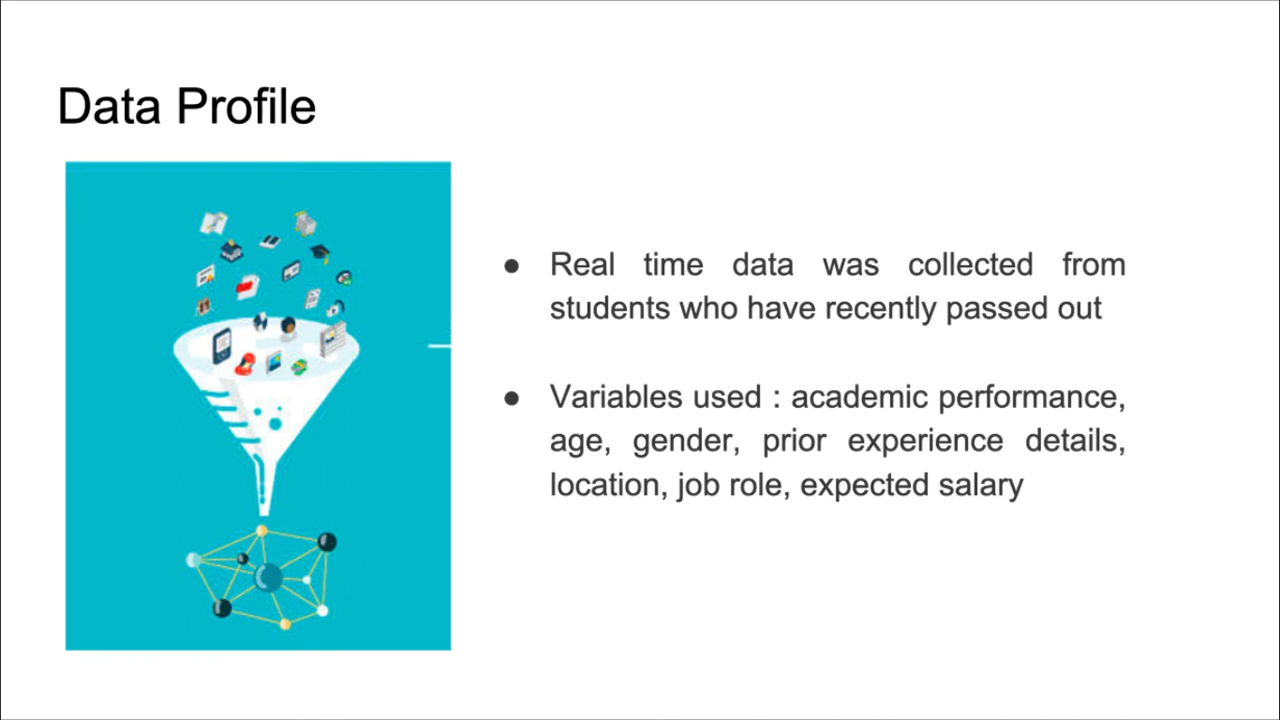 Data Profile
● Real time data was collected from
students who have recently passed out
● Variables used : academic performance,
age, gender, prior experience details,
location, job role, expected salary